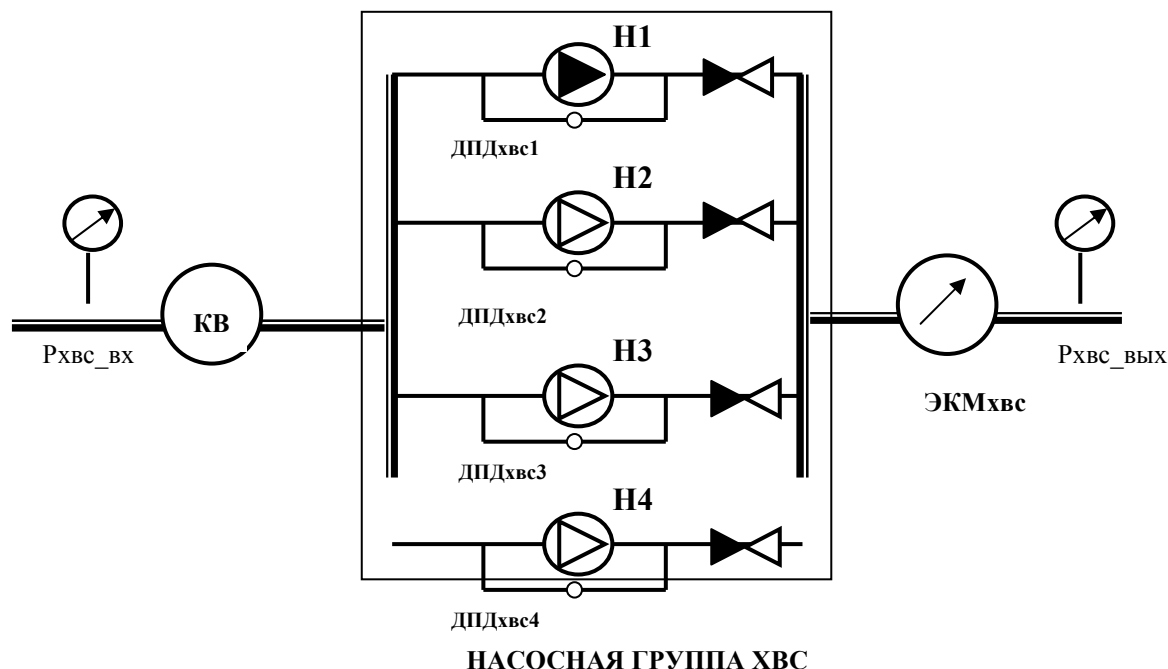 Н1
ДПДхвс1
Н2
КВ
ДПДхвс2
Рхвс_вх
Рхвс_вых
Н3
ЭКМхвс
ДПДхвс3
Н4
ДПДхвс4
НАСОСНАЯ ГРУППА ХВС